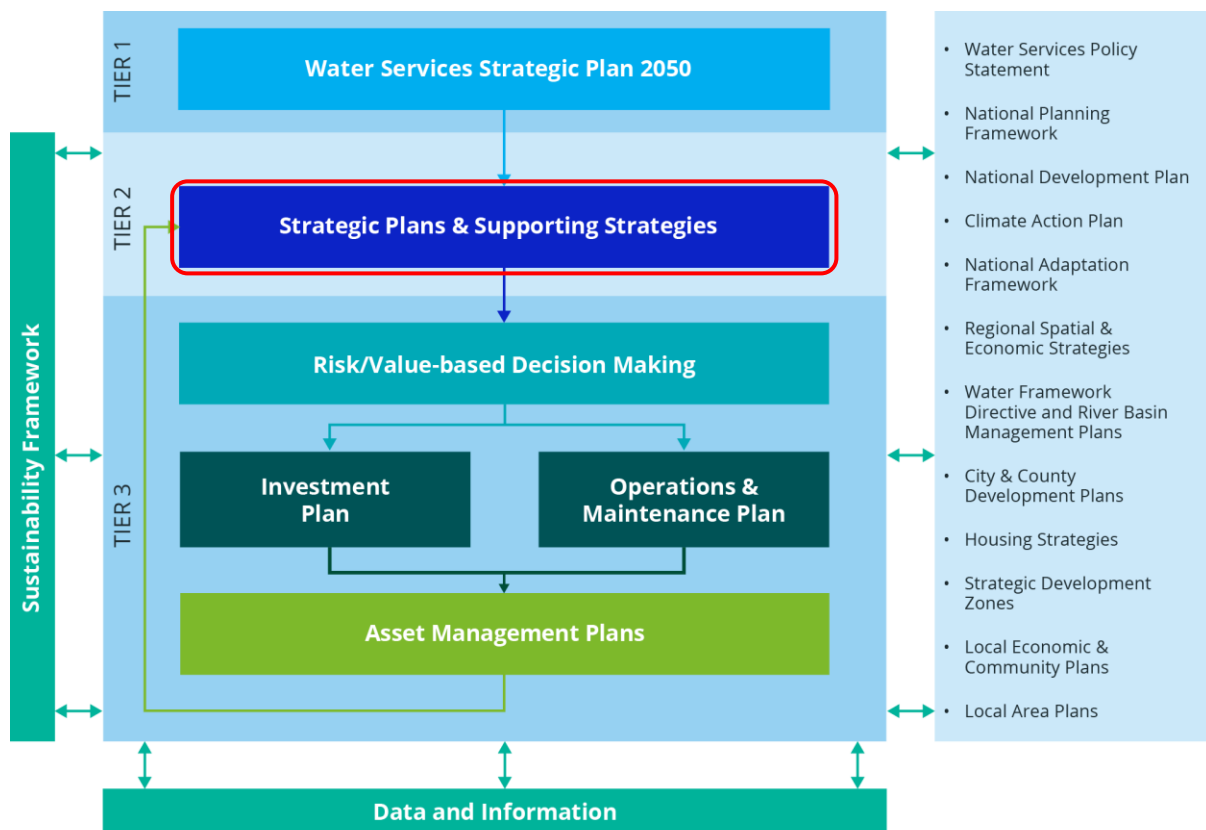 TIER 1
Water Services Strategic Plan 2050
TIER 2
Strategic Plans & Supporting Strategies
TIER 3
Risk/Value-based Decision Making
Investment
Plan
Operations &
Maintenance Plan
Asset Management Plans
Sustainability Framework
Data and Information
• Water Services Policy
Statement
• National Planning
Framework
• National Development Plan
• Climate Action Plan
• National Adaptation
Framework
• Regional Spatial &
Economic Strategies
• Water Framework
Directive and River Basin
Management Plans
• City & County
Development Plans
• Housing Strategies
• Strategic Development
Zones
• Local Economic &
Community Plans
• Local Area Plans